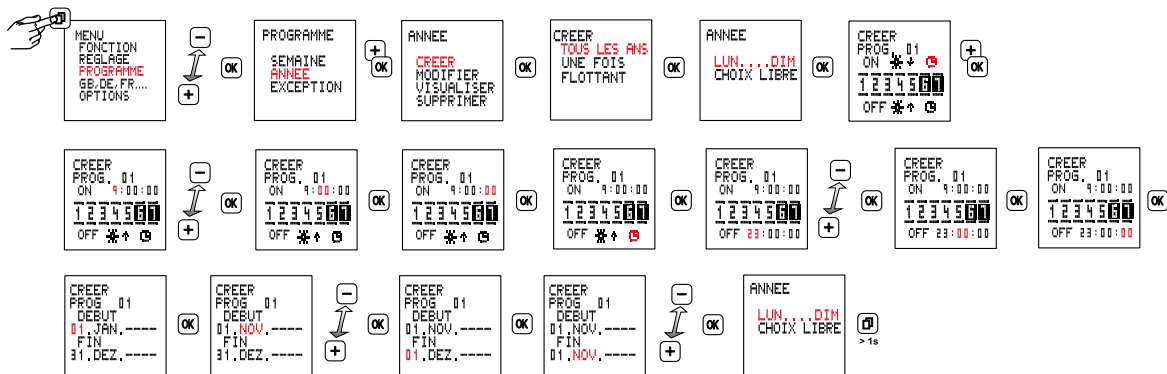 MENU
FONCTION
REGLAGE
PROGRAMME
GB,DE,FR....
OPTIONS
−
+
OK
PROGRAMME
SEMAINE
ANNEE
EXCEPTION
+
OK
ANNEE
CREER
MODIFIER
VISUALISER
SUPPRIMER
OK
CREER
TOUS LES ANS
UNE FOIS
FLOTTANT
OK
ANNEE
LUN....DIM
CHOIX LIBRE
OK
CREER
PROG. 01
ON
1 2 3 4 5 6 7
OFF
+
OK
CREER
PROG. 01
ON 9:00:00
1 2 3 4 5 6 7
OFF
−
+
OK
CREER
PROG. 01
ON 9:00:00
1 2 3 4 5 6 7
OFF
OK
CREER
PROG. 01
ON 9:00:00
1 2 3 4 5 6 7
OFF
OK
CREER
PROG. 01
ON 9:00:00
1 2 3 4 5 6 7
OFF
OK
CREER
PROG. 01
ON 9:00:00
1 2 3 4 5 6 7
OFF 23:00:00
−
+
OK
CREER
PROG. 01
ON 9:00:00
1 2 3 4 5 6 7
OFF 23:00:00
OK
CREER
PROG. 01
ON 9:00:00
1 2 3 4 5 6 7
OFF 23:00:00
OK
CREER
PROG 01
DEBUT
01.JAN.----
FIN
31.DEZ.----
OK
CREER
PROG 01
DEBUT
01.NOV.----
FIN
31.DEZ.----
−
+
OK
CREER
PROG 01
DEBUT
01.NOV.----
FIN
01.DEZ.----
OK
CREER
PROG 01
DEBUT
01.NOV.----
FIN
01.NOV.----
−
+
OK
ANNEE
LUN....DIM
CHOIX LIBRE
> 1s